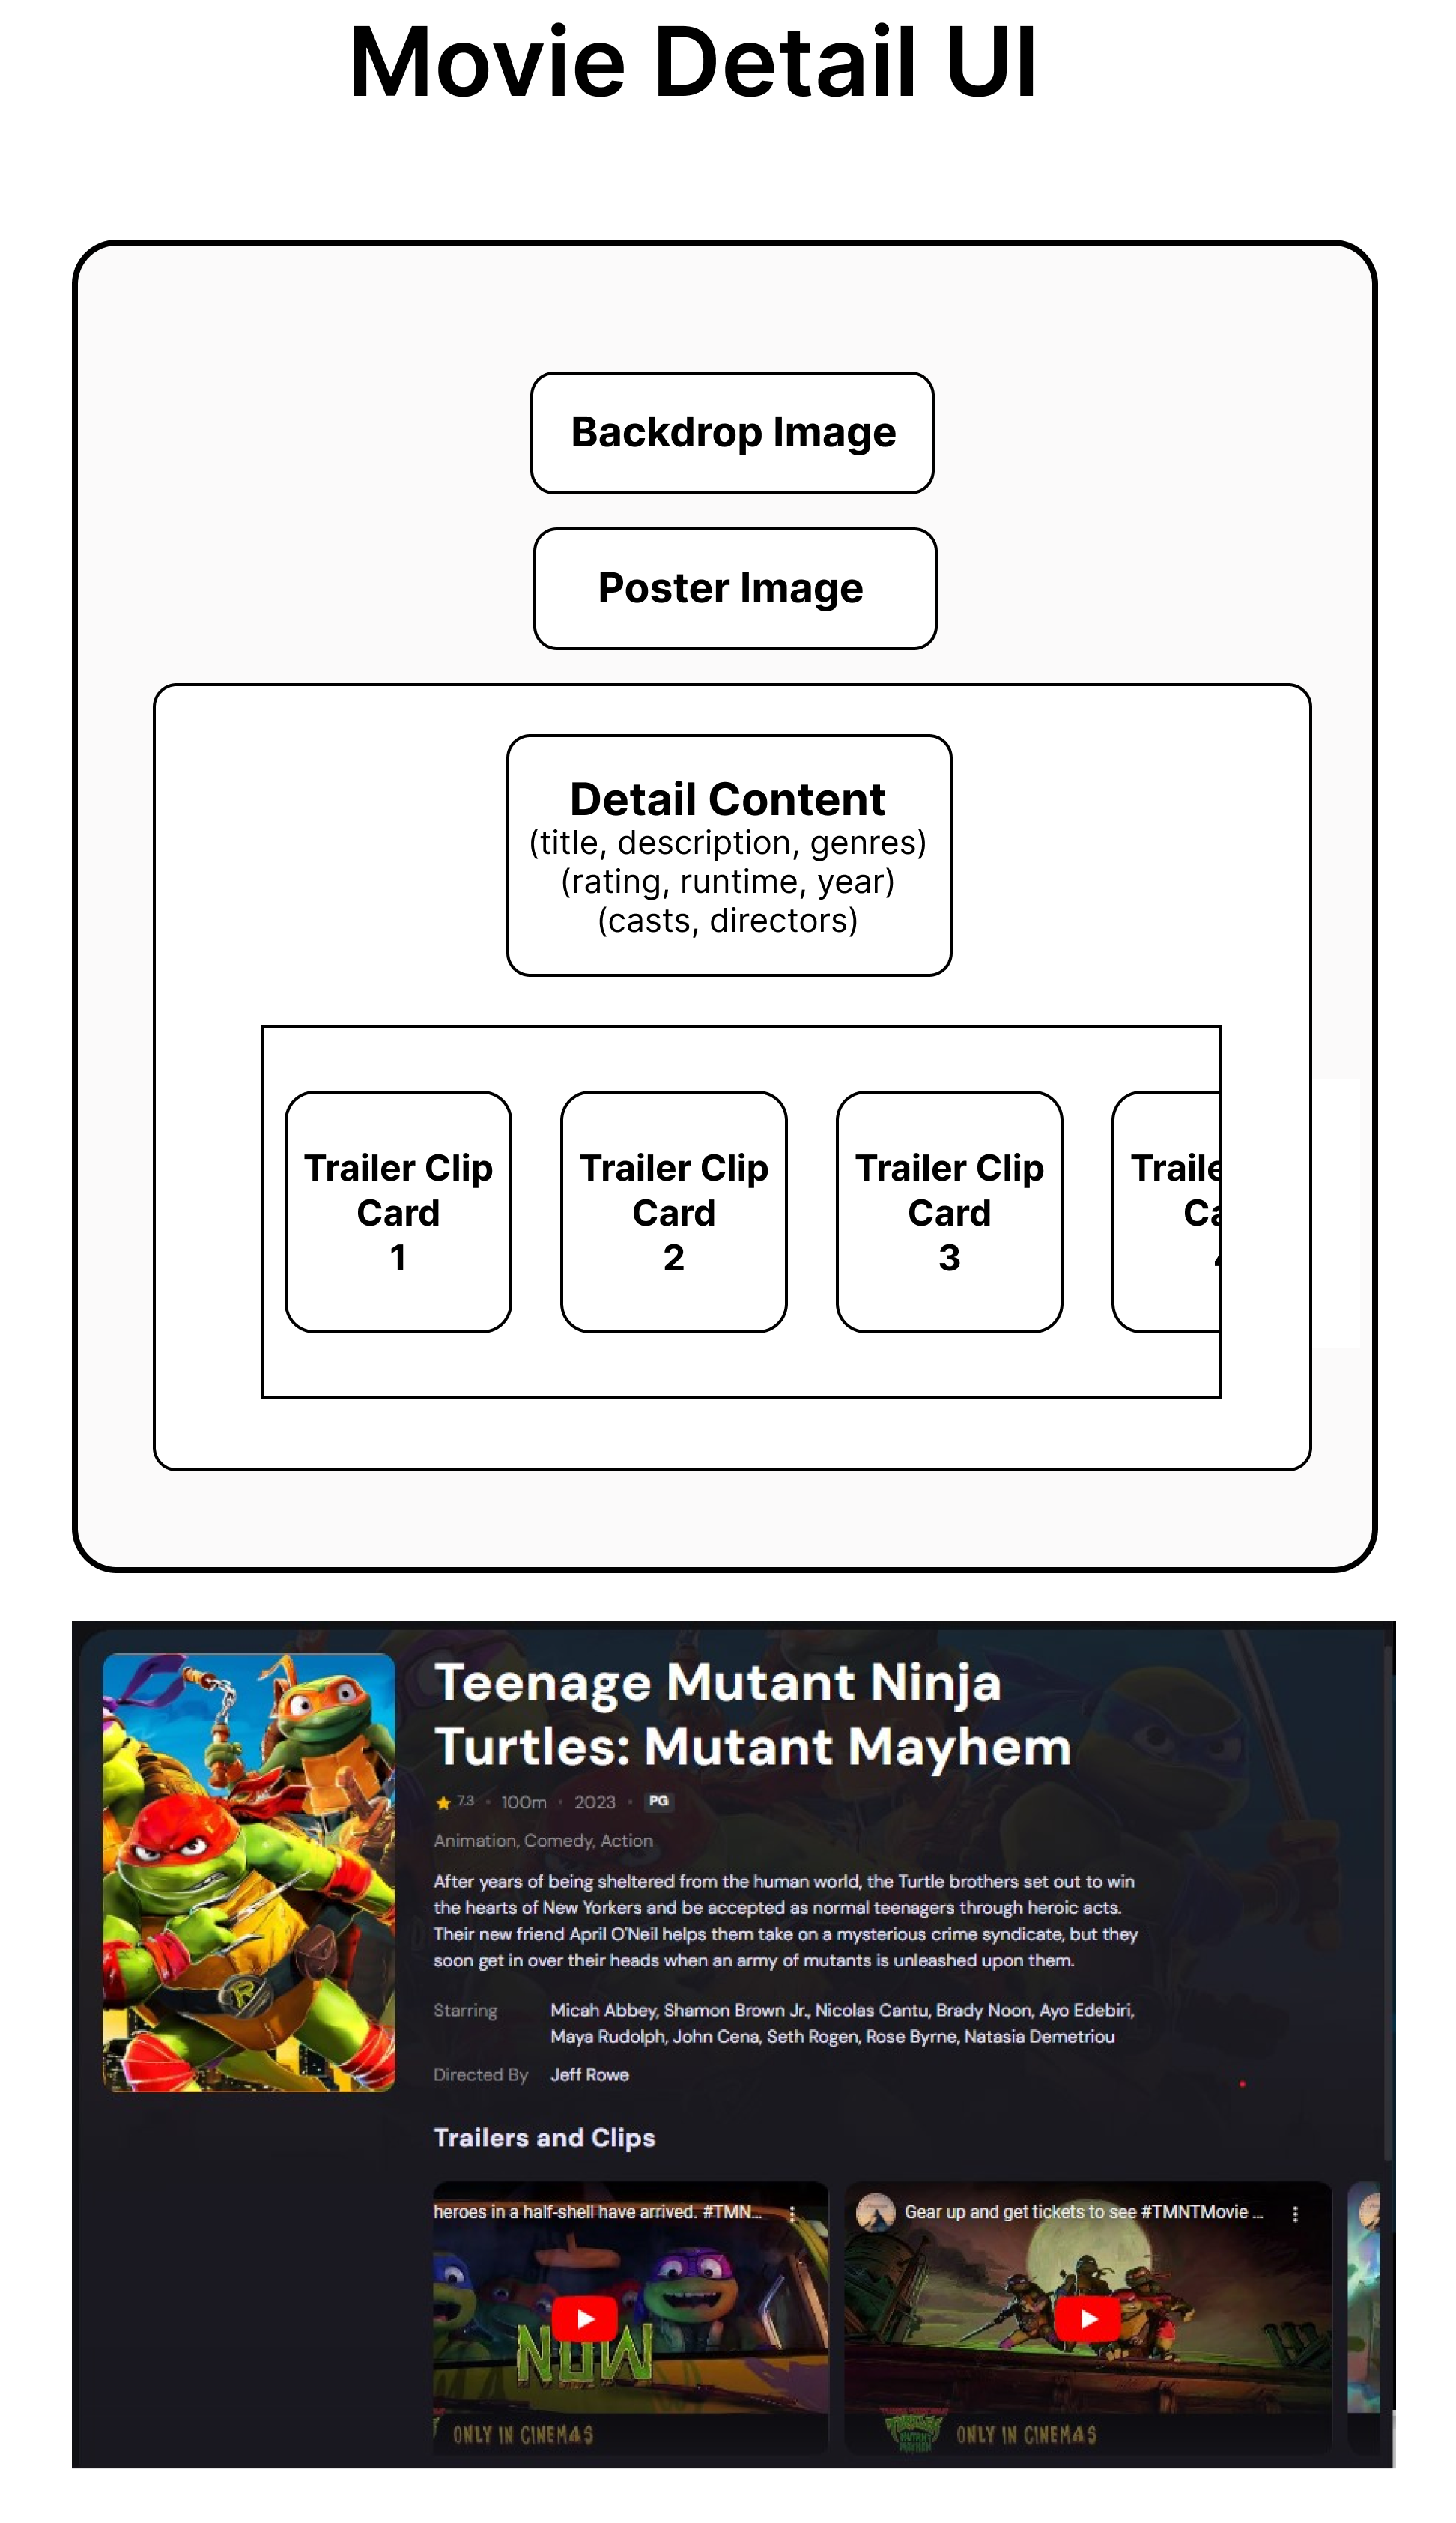 Movie Detail UI
Backdrop Image
Poster Image
Detail Content
(title, description, genres)
(rating, runtime, year)
(casts, directors)
Trailer Clip
Card
1
Trailer Clip
Card
2
Trailer Clip
Card
3
Traile
Ca
Teenage Mutant Ninja
Turtles: Mutant Mayhem
7.3 • 100m • 2023 • PG
Animation, Comedy, Action
After years of being sheltered from the human world, the Turtle brothers set out to win
the hearts of New Yorkers and be accepted as normal teenagers through heroic acts.
Their new friend April O'Neil helps them take on a mysterious crime syndicate, but they
soon get in over their heads when an army of mutants is unleashed upon them.
Starring Micah Abbey, Shamon Brown Jr., Nicolas Cantu, Brady Noon, Ayo Edebiri,
Maya Rudolph, John Cena, Seth Rogen, Rose Byrne, Natasia Demetriou
Directed By Jeff Rowe
Trailers and Clips
heroes in a half-shell have arrived. #TMN...
NOW
ONLY IN CINEMAS
Gear up and get tickets to see #TMNTMovie ...
MUTANT
MAYHEM
ONLY IN CINEMAS